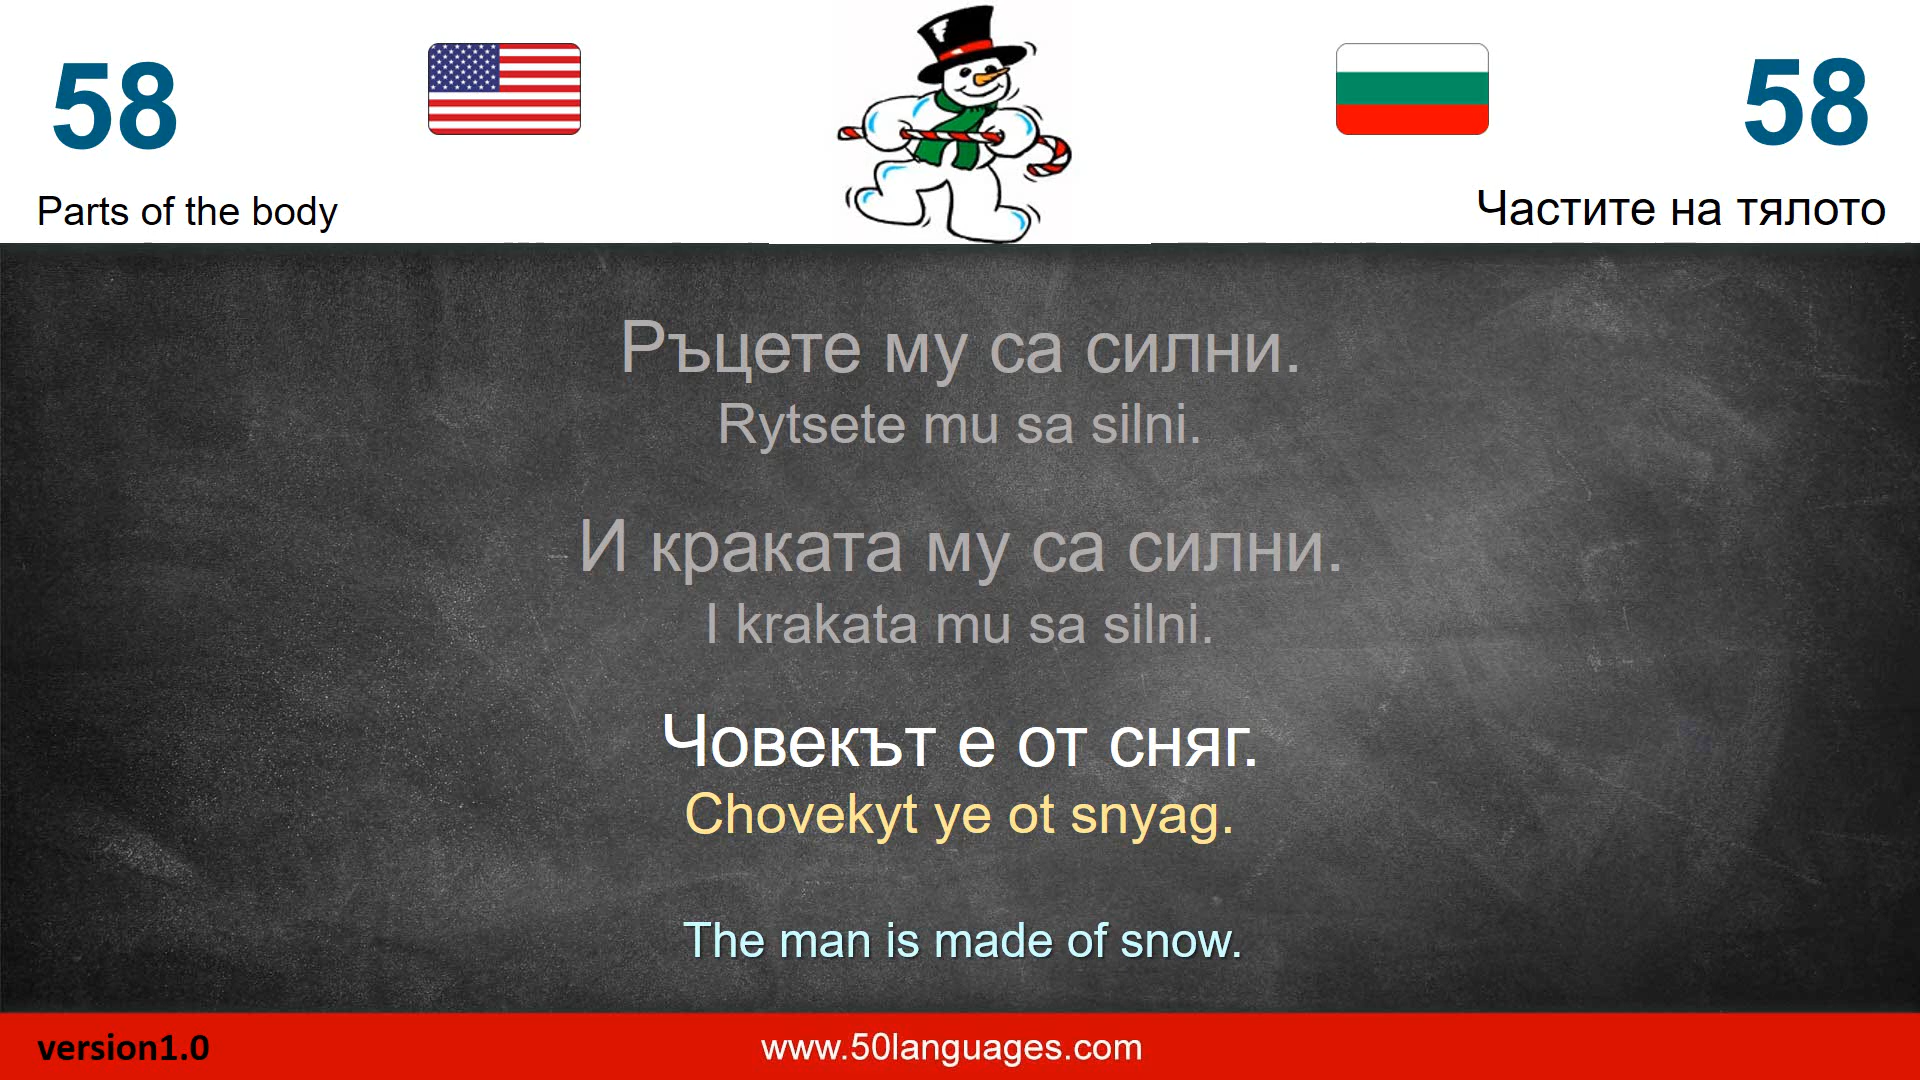 58
58
Parts of the body
Частите на тялото
Ръцете му са силни.
Rytsete mu sa silni.
И краката му са силни.
I krakata mu sa silni.
Човекът е от сняг.
Chovekyt ye ot snyag.
The man is made of snow.
version1.0
www.50languages.com